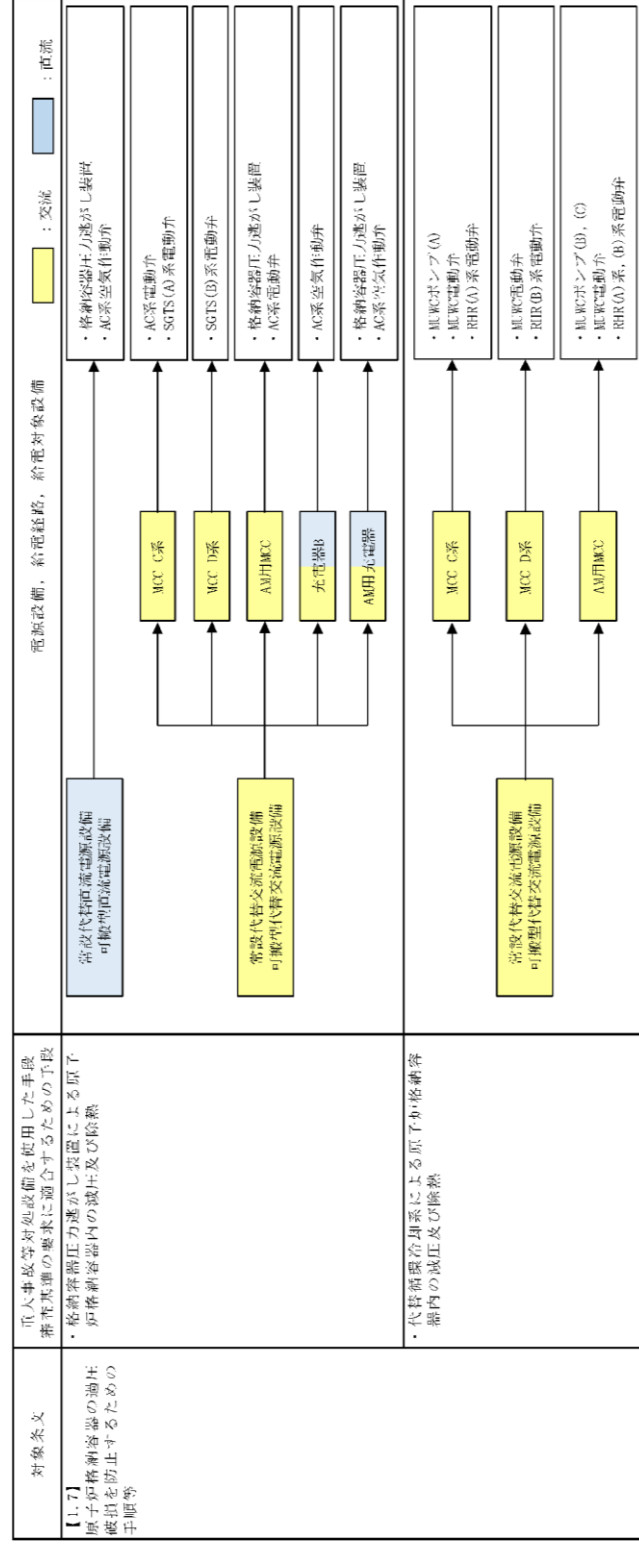 対象条文
重大事故等対処設備を使用した手段
審査基準の要求に適合するための手段
電源設備，給電経路，給電対象設備
：交流
：直流
【1.7】
原子炉格納容器の過圧
破損を防止するための
手順等
・格納容器圧力逃がし装置による原子
炉格納容器内の減圧及び除熱
常設代替直流電源設備
可搬型直流電源設備
・格納容器圧力逃がし装置
・AC系空気作動弁
常設代替交流電源設備
可搬型代替交流電源設備
MCC C系
・AC系電動弁
・SGTS(A)系電動弁
MCC D系
・SGTS(B)系電動弁
AM用MCC
・格納容器圧力逃がし装置
・AC系電動弁
充電器B
・AC系空気作動弁
AM用充電器
・格納容器圧力逃がし装置
・AC系空気作動弁
・代替循環冷却系による原子炉格納容
器内の減圧及び除熱
常設代替交流電源設備
可搬型代替交流電源設備
MCC C系
・MUWCポンプ(A)
・MUWC電動弁
・RHR(A)系電動弁
MCC D系
・MUWC電動弁
・RHR(B)系電動弁
AM用MCC
・MUWCポンプ(B)，(C)
・MUWC電動弁
・RHR(A)系，(B)系電動弁